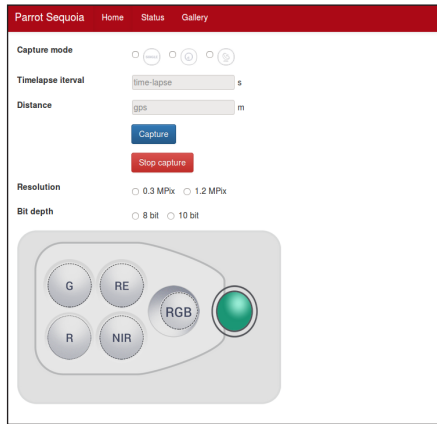 Parrot Sequoia Home Status Gallery
Capture mode
Timelapse iterval time-lapse s
Distance gps m
Capture
Stop capture
Resolution 0.3 MPix 1.2 MPix
Bit depth 8 bit 10 bit
G RE
RGB
R NIR